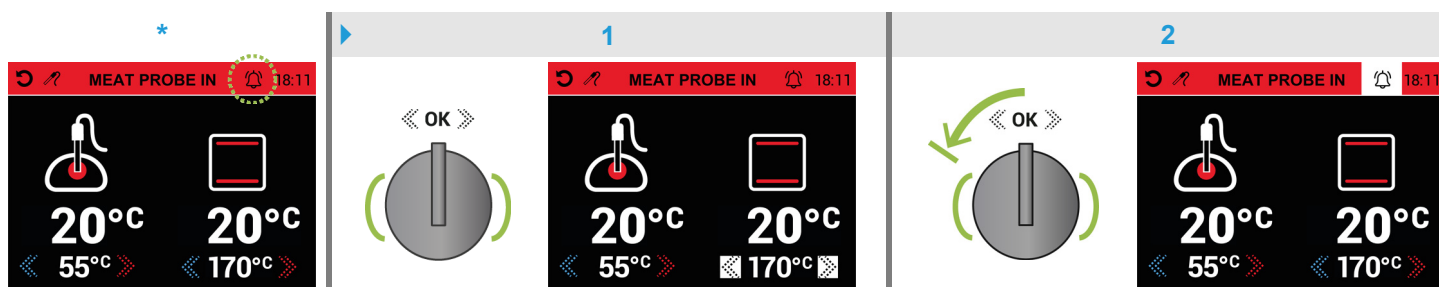 *
1
2
MEAT PROBE IN 18:11
20°C 20°C
55°C 170°C
OK
MEAT PROBE IN 18:11
20°C 20°C
55°C 170°C
OK
MEAT PROBE IN 18:11
20°C 20°C
55°C 170°C